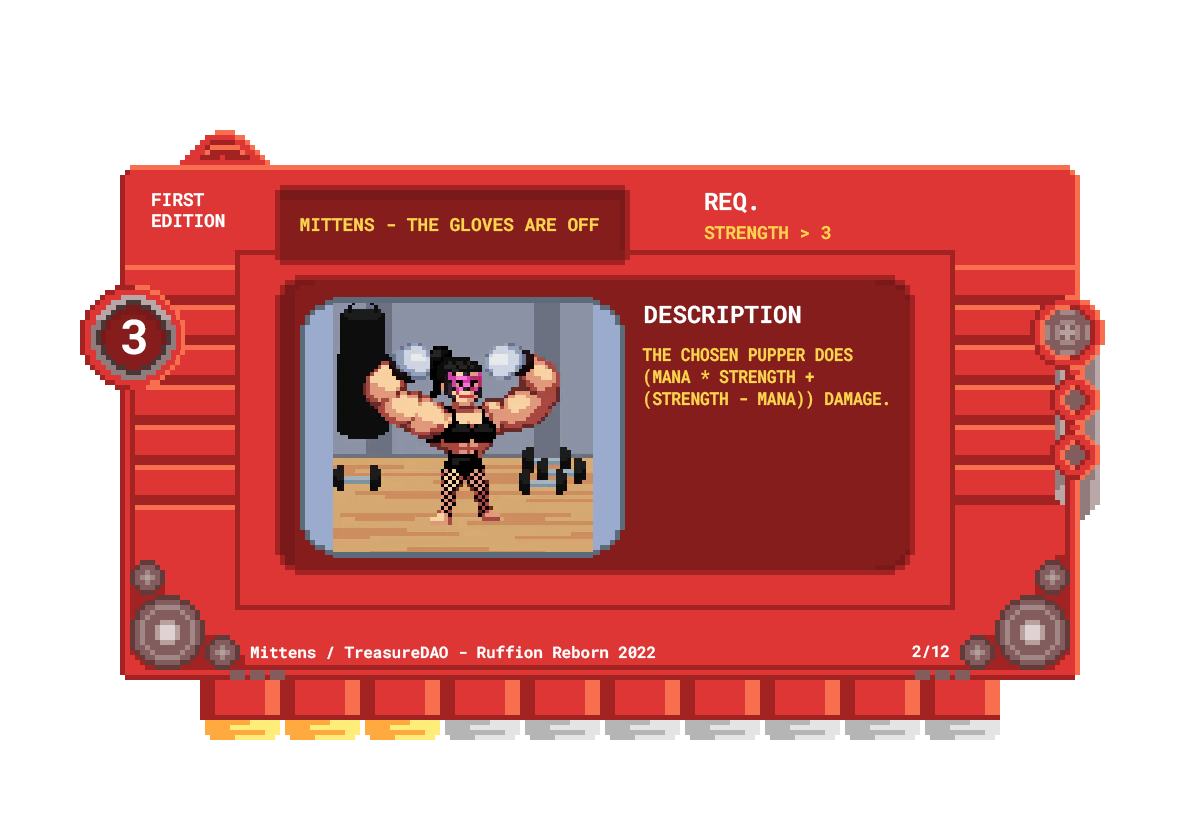 FIRST
EDITION
MITTENS - THE GLOVES ARE OFF
REQ.
STRENGTH > 3
3
DESCRIPTION
THE CHOSEN PUPPER DOES
(MANA * STRENGTH +
(STRENGTH - MANA)) DAMAGE.
Mittens / TreasureDAO - Ruffion Reborn 2022
2/12